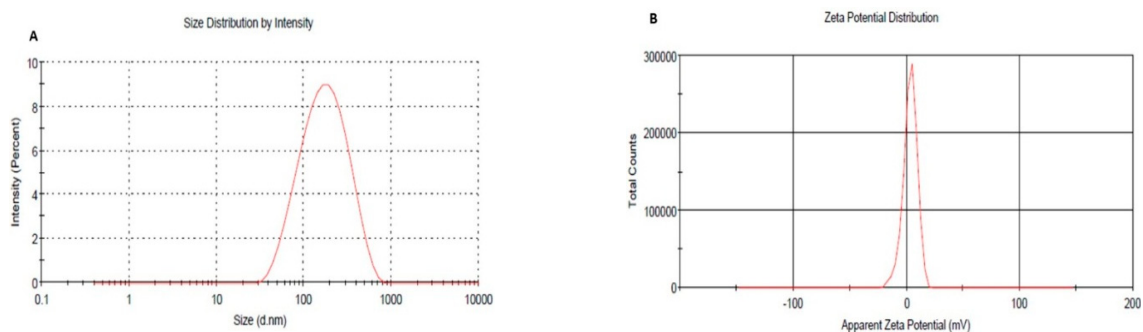 A
Size Distribution by Intensity
Intensity (Percent)
10
8
6
4
2
0
0.1
1
10
100
1000
10000
Size (d.nm)
B
Zeta Potential Distribution
Total Counts
300000
200000
100000
0
-100
0
100
200
Apparent Zeta Potential (mV)